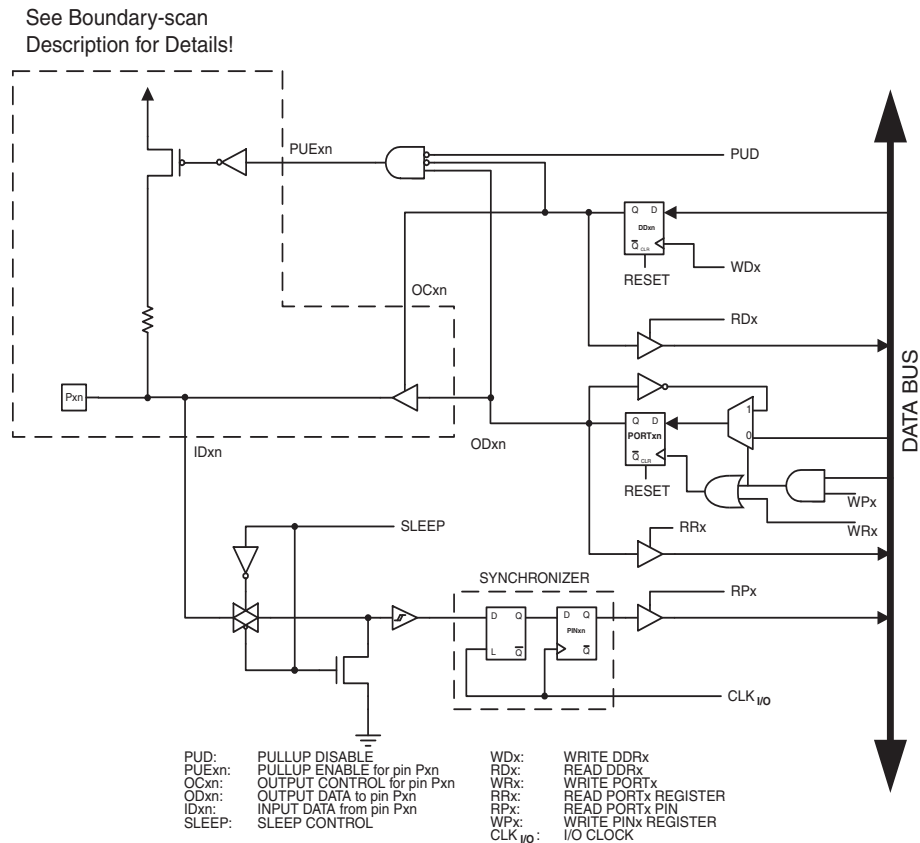 See Boundary-scan
Description for Details!
PUExn
PUD
Q D
DDxn
Q CLR
WDx
RESET
OCxn
RDx
Pxn
ODxn
IDxn
1
0
Q D
PORTxn
Q CLR
RESET
WPx
WRx
RRx
SLEEP
SYNCHRONIZER
RPx
D Q
L Q
D Q
PINxn
Q
CLK I/O
DATA BUS
PUD: PULLUP DISABLE
PUExn: PULLUP ENABLE for pin Pxn
OCxn: OUTPUT CONTROL for pin Pxn
ODxn: OUTPUT DATA to pin Pxn
IDxn: INPUT DATA from pin Pxn
SLEEP: SLEEP CONTROL
WDx: WRITE DDRx
RDx: READ DDRx
WRx: WRITE PORTx
RRx: READ PORTx REGISTER
RPx: READ PORTx PIN
WPx: WRITE PINx REGISTER
CLK I/O: I/O CLOCK